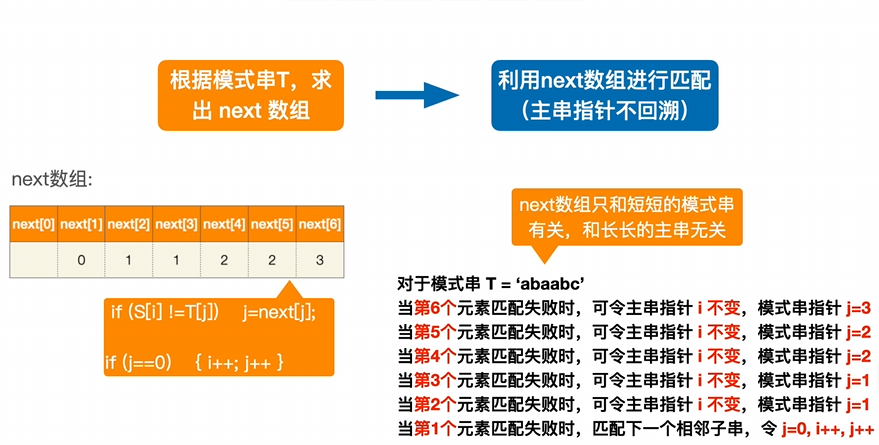 根据模式串T，求
出 next 数组
利用next数组进行匹配
（主串指针不回溯）
next数组:
next[0] next[1] next[2] next[3] next[4] next[5] next[6]
0 1 1 2 2 3
if (S[i] !=T[j]) j=next[j];
if (j==0) { i++; j++ }
next数组只和短短的模式串
有关，和长长的主串无关
对于模式串 T = ‘abaabc’
当第6个元素匹配失败时，可令主串指针 i 不变，模式串指针 j=3
当第5个元素匹配失败时，可令主串指针 i 不变，模式串指针 j=2
当第4个元素匹配失败时，可令主串指针 i 不变，模式串指针 j=2
当第3个元素匹配失败时，可令主串指针 i 不变，模式串指针 j=1
当第2个元素匹配失败时，可令主串指针 i 不变，模式串指针 j=1
当第1个元素匹配失败时，匹配下一个相邻子串，令 j=0, i++, j++